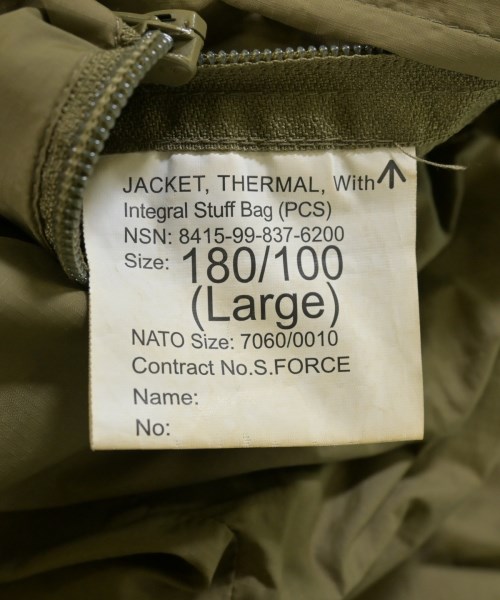 JACKET, THERMAL, With
Integral Stuff Bag (PCS)
NSN: 8415-99-837-6200
Size: 180/100
(Large)
NATO Size: 7060/0010
Contract No.S.FORCE
Name:
No: